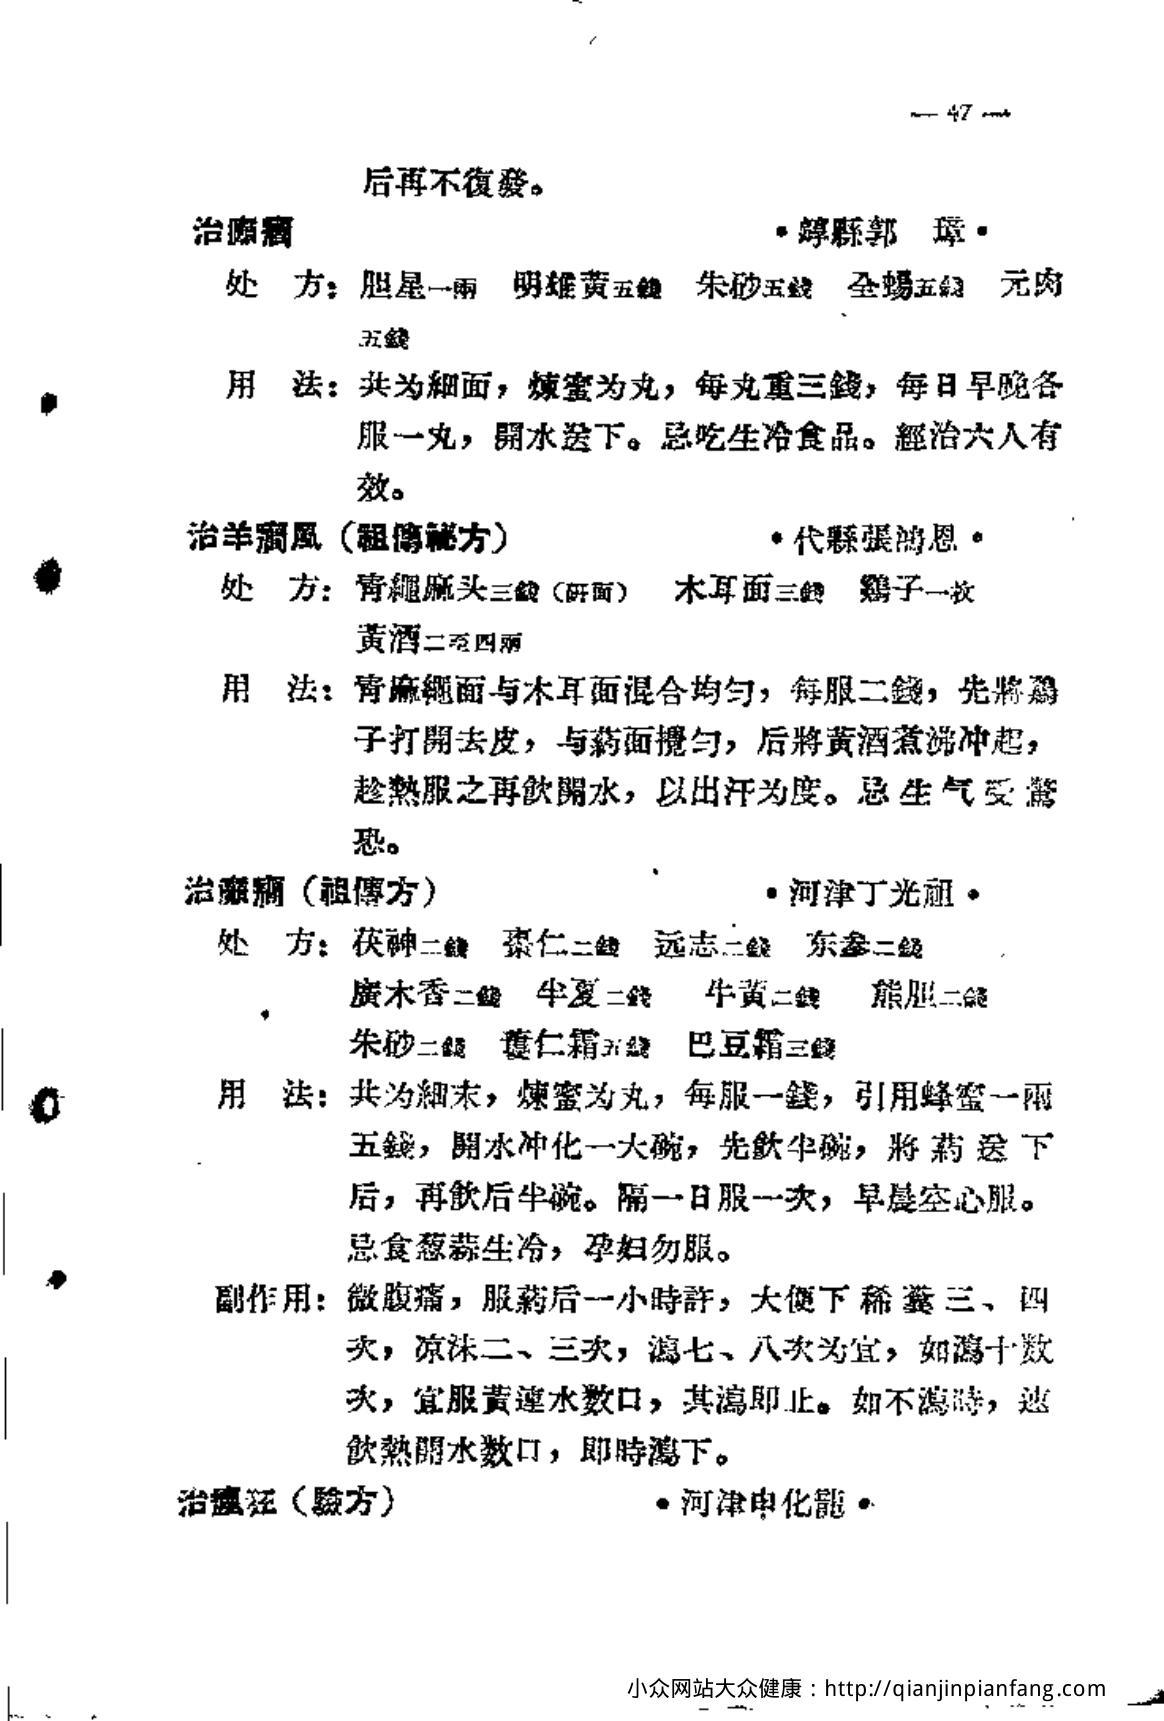 — 47 —
后再不復發。
治癲癇 •崞縣郭 璋•
处 方：胆星一兩 明雄黃五錢 朱砂五錢 全蝎五錢 元肉
五錢
用 法：共为細面，煉蜜为丸，每丸重三錢，每日早晚各
服一丸，開水送下。忌吃生冷食品。經治六人有
效。
治羊癇風（祖傳祕方） •代縣張鴻恩•
处 方：青繩麻头三錢（研面） 木耳面三錢 鷄子一枚
黃酒二至四兩
用 法：青麻繩面与木耳面混合均匀，每服二錢，先將鷄
子打開去皮，与葯面攪匀，后將黃酒煮沸冲起，
趁熱服之再飲開水，以出汗为度。忌生气受驚
恐。
治癲癇（祖傳方） •河津丁光祖•
处 方：茯神二錢 棗仁二錢 远志二錢 东參二錢
廣木香二錢 半夏二錢 牛黃二錢 熊胆二錢
朱砂二錢 蔞仁霜五錢 巴豆霜三錢
用 法：共为細末，煉蜜为丸，每服一錢，引用蜂蜜一兩
五錢，開水冲化一大碗，先飲半碗，將葯送下
后，再飲后半碗。隔一日服一次，早晨空心服。
忌食葱蒜生冷，孕妇勿服。
副作用：微腹痛，服葯后一小時許，大便下稀糞三、四
次，凉沫二、三次，瀉七、八次为宜，如瀉十数
次，宜服黃連水数口，其瀉即止。如不瀉時，速
飲熱開水数口，即時瀉下。
治瘋狂（驗方） •河津申化龍•
小众网站大众健康：http://qianjinpianfang.com